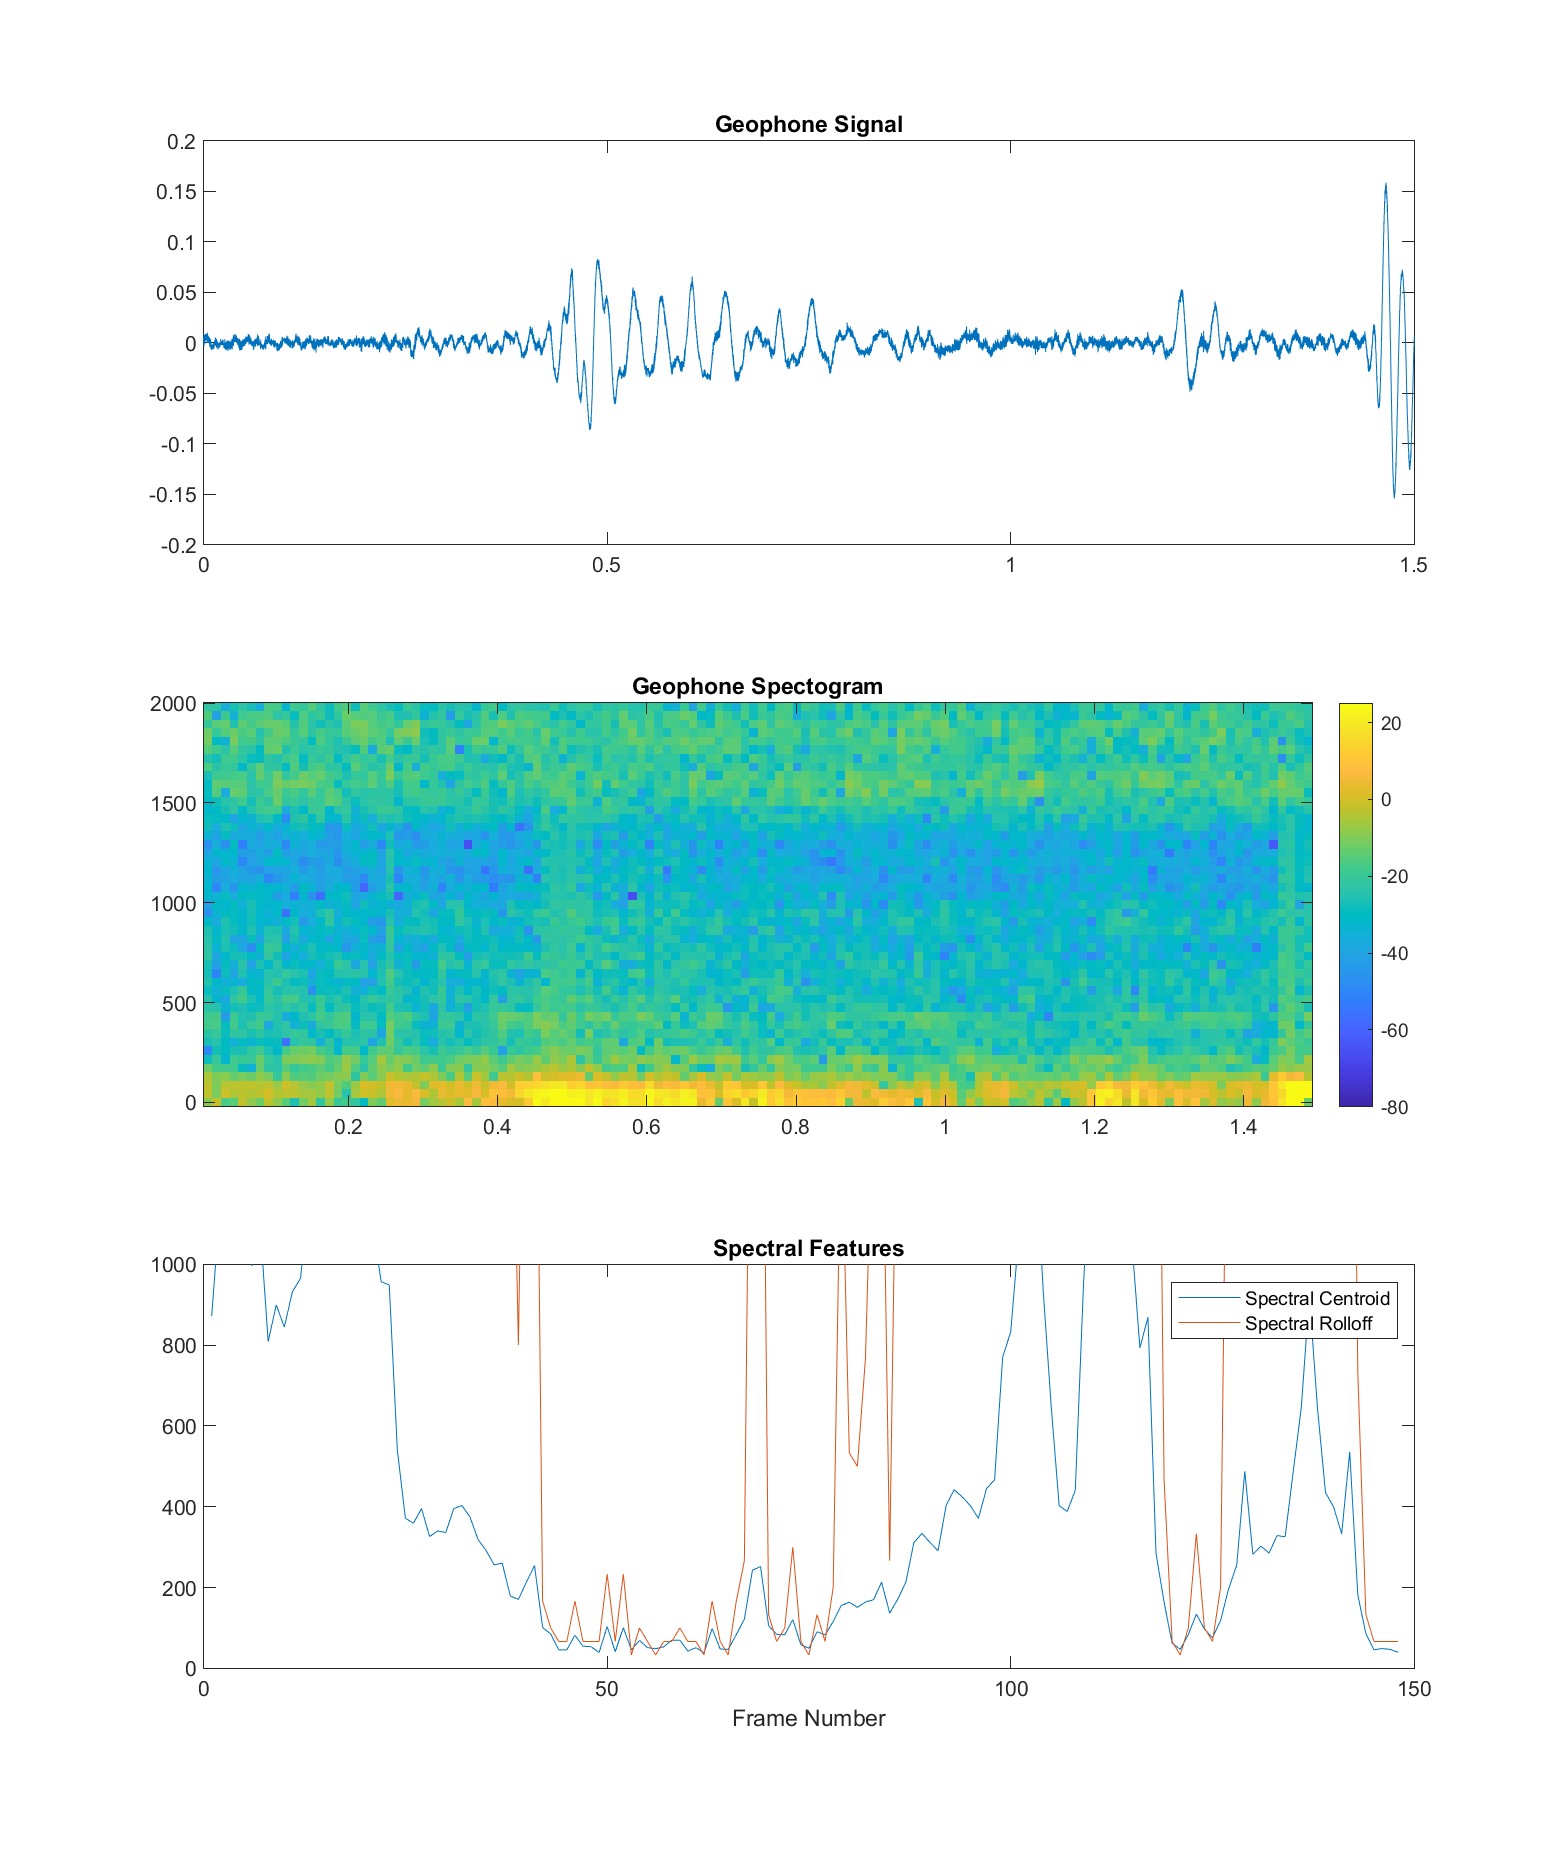 Geophone Signal
0.2
0.15
0.1
0.05
0
-0.05
-0.1
-0.15
-0.2
0 0.5 1 1.5
Geophone Spectogram
2000
1500
1000
500
0
0.2 0.4 0.6 0.8 1 1.2 1.4
20
0
-20
-40
-60
-80
Spectral Features
1000
800
600
400
200
0
Spectral Centroid
Spectral Rolloff
0 50 100 150
Frame Number